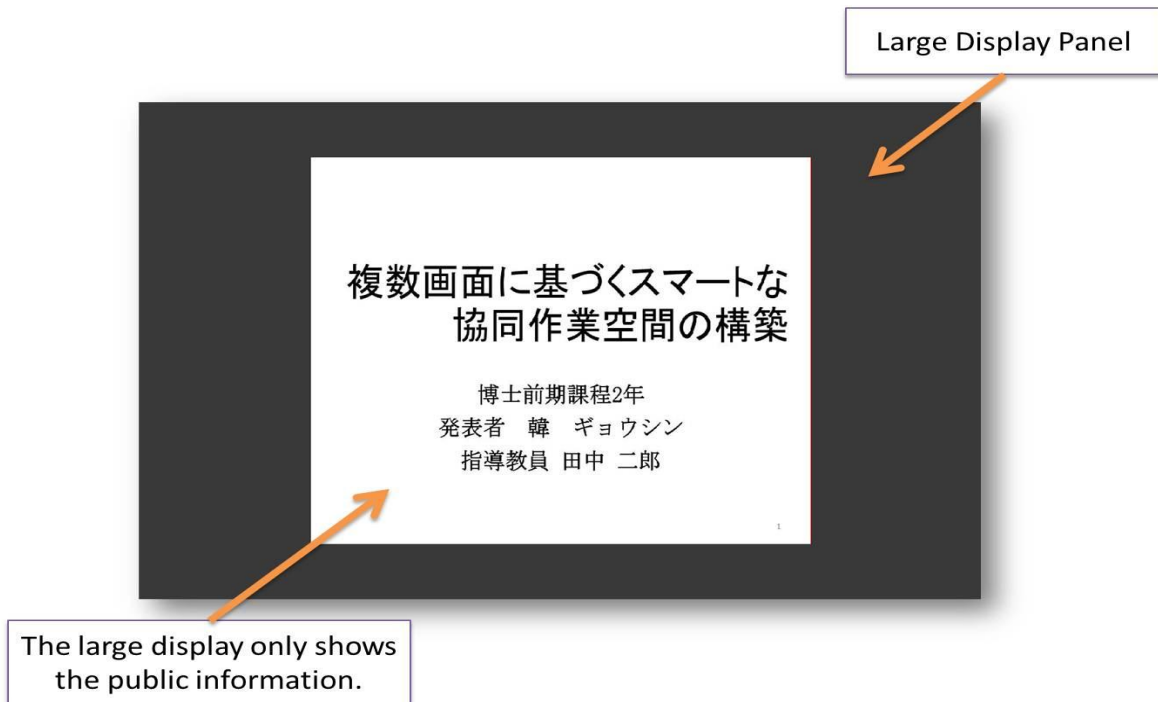 Large Display Panel
複数画面に基づくスマートな
協同作業空間の構築
博士前期課程2年
発表者　韓　ギョウシン
指導教員 田中 二郎
1
The large display only shows
the public information.